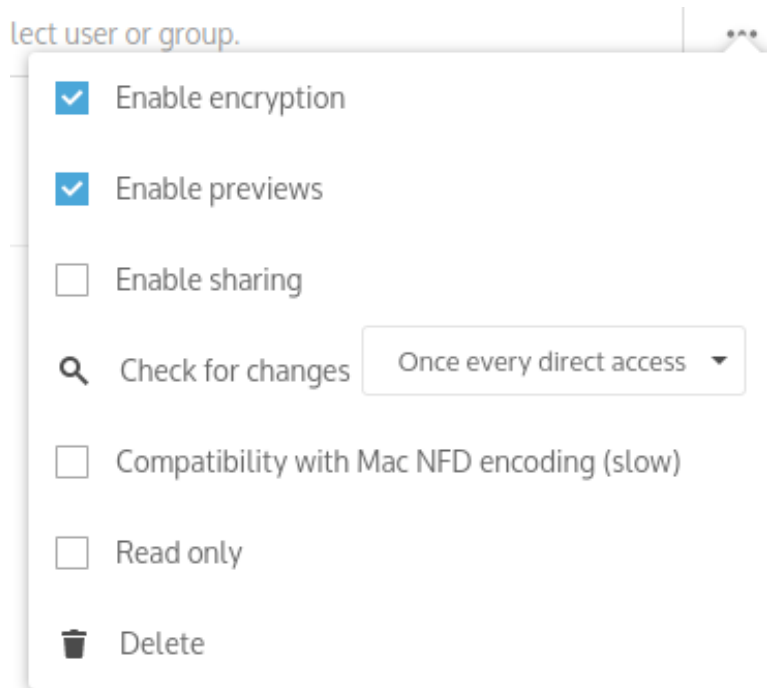 lect user or group.
Enable encryption
Enable previews
Enable sharing
Check for changes Once every direct access
Compatibility with Mac NFD encoding (slow)
Read only
Delete